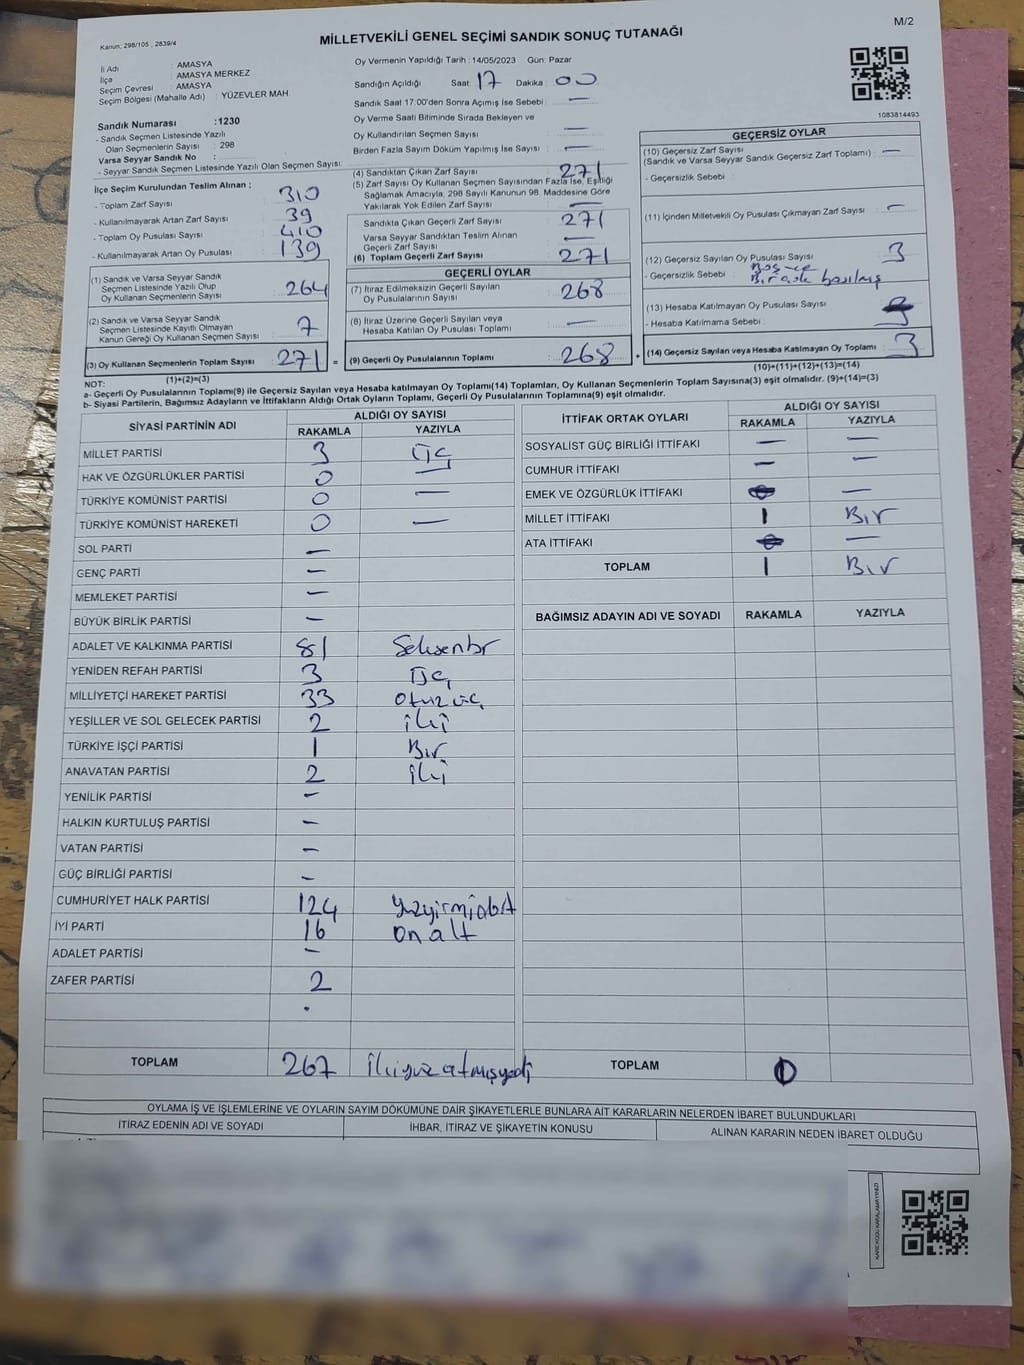 M/2
Kanun; 298/105 , 2839/4
MİLLETVEKİLİ GENEL SEÇİMİ SANDIK SONUÇ TUTANAĞI
İl Adı : AMASYA
İlçe : AMASYA MERKEZ
Seçim Çevresi : AMASYA
Seçim Bölgesi (Mahalle Adı) : YÜZEVLER MAH
Sandık Numarası :1230
- Sandık Seçmen Listesinde Yazılı
Olan Seçmenlerin Sayısı : 298
Varsa Seyyar Sandık No :
- Seyyar Sandık Seçmen Listesinde Yazılı Olan Seçmen Sayısı:
İlçe Seçim Kurulundan Teslim Alınan ;
- Toplam Zarf Sayısı : 310
- Kullanılmayarak Artan Zarf Sayısı : 39
- Toplam Oy Pusulası Sayısı : 410
- Kullanılmayarak Artan Oy Pusulası : 139
(1) Sandık ve Varsa Seyyar Sandık
Seçmen Listesinde Yazılı Olup
Oy Kullanan Seçmenlerin Sayısı : 264
(2) Sandık ve Varsa Seyyar Sandık
Seçmen Listesinde Kayıtlı Olmayan
Kanun Gereği Oy Kullanan Seçmen Sayısı : 7
(3) Oy Kullanan Seçmenlerin Toplam Sayısı : 271 =
(1)+(2)=(3)
Oy Vermenin Yapıldığı Tarih : 14/05/2023 Gün: Pazar
Sandığın Açıldığı Saat: 17 Dakika : 00
Sandık Saat 17:00'den Sonra Açımış İse Sebebi : —
Oy Verme Saati Bitiminde Sırada Bekleyen ve
Oy Kullandırılan Seçmen Sayısı : —
Birden Fazla Sayım Döküm Yapılmış İse Sayısı : —
(4) Sandıktan Çıkan Zarf Sayısı : 271
(5) Zarf Sayısı Oy Kullanan Seçmen Sayısından Fazla İse, Eşitliği
Sağlamak Amacıyla, 298 Sayılı Kanunun 98. Maddesine Göre
Yakılarak Yok Edilen Zarf Sayısı : —
Sandıkta Çıkan Geçerli Zarf Sayısı : 271
Varsa Seyyar Sandıktan Teslim Alınan
Geçerli Zarf Sayısı : —
(6) Toplam Geçerli Zarf Sayısı : 271
GEÇERLİ OYLAR
(7) İtiraz Edilmeksizin Geçerli Sayılan
Oy Pusulalarının Sayısı : 268
(8) İtiraz Üzerine Geçerli Sayılan veya
Hesaba Katılan Oy Pusulası Toplamı : —
(9) Geçerli Oy Pusulalarının Toplamı : 268 +
1083814493
GEÇERSİZ OYLAR
(10) Geçersiz Zarf Sayısı : —
(Sandık ve Varsa Seyyar Sandık Geçersiz Zarf Toplamı)
- Geçersizlik Sebebi :
(11) İçinden Milletvekili Oy Pusulası Çıkmayan Zarf Sayısı : —
(12) Geçersiz Sayılan Oy Pusulası Sayısı : 3
- Geçersizlik Sebebi : basılmış
(13) Hesaba Katılmayan Oy Pusulası Sayısı :
- Hesaba Katılmama Sebebi :
(14) Geçersiz Sayılan veya Hesaba Katılmayan Oy Toplamı : 3
(10)+(11)+(12)+(13)=(14)
NOT:
a- Geçerli Oy Pusulalarının Toplamı(9) ile Geçersiz Sayılan veya Hesaba katılmayan Oy Toplamı(14) Toplamları, Oy Kullanan Seçmenlerin Toplam Sayısına(3) eşit olmalıdır. (9)+(14)=(3)
b- Siyasi Partilerin, Bağımsız Adayların ve İttifakların Aldığı Ortak Oyların Toplamı, Geçerli Oy Pusulalarının Toplamına(9) eşit olmalıdır.
SİYASİ PARTİNİN ADI ALDIĞI OY SAYISI
RAKAMLA YAZIYLA
MİLLET PARTİSİ 3 Üç
HAK VE ÖZGÜRLÜKLER PARTİSİ 0 —
TÜRKİYE KOMÜNİST PARTİSİ 0 —
TÜRKİYE KOMÜNİST HAREKETİ 0 —
SOL PARTİ —
GENÇ PARTİ —
MEMLEKET PARTİSİ —
BÜYÜK BİRLİK PARTİSİ —
ADALET VE KALKINMA PARTİSİ 81 Seksenbr
YENİDEN REFAH PARTİSİ 3 Üç
MİLLİYETÇİ HAREKET PARTİSİ 33 otuzüç
YEŞİLLER VE SOL GELECEK PARTİSİ 2 iki
TÜRKİYE İŞÇİ PARTİSİ 1 Bır
ANAVATAN PARTİSİ 2 iki
YENİLİK PARTİSİ —
HALKIN KURTULUŞ PARTİSİ —
VATAN PARTİSİ —
GÜÇ BİRLİĞİ PARTİSİ —
CUMHURİYET HALK PARTİSİ 124
İYİ PARTİ 16 on altı
ADALET PARTİSİ —
ZAFER PARTİSİ 2
TOPLAM 267 ikiyüzatmışyedi
İTTİFAK ORTAK OYLARI ALDIĞI OY SAYISI
RAKAMLA YAZIYLA
SOSYALİST GÜÇ BİRLİĞİ İTTİFAKI — —
CUMHUR İTTİFAKI — —
EMEK VE ÖZGÜRLÜK İTTİFAKI —
MİLLET İTTİFAKI 1 Bır
ATA İTTİFAKI —
TOPLAM 1 Bır
BAĞIMSIZ ADAYIN ADI VE SOYADI RAKAMLA YAZIYLA
TOPLAM
OYLAMA İŞ VE İŞLEMLERİNE VE OYLARIN SAYIM DÖKÜMÜNE DAİR ŞİKAYETLERLE BUNLARA AİT KARARLARIN NELERDEN İBARET BULUNDUKLARI
İTİRAZ EDENİN ADI VE SOYADI İHBAR, İTİRAZ VE ŞİKAYETİN KONUSU ALINAN KARARIN NEDEN İBARET OLDUĞU
KARE KODU KARALAMAYINIZ!